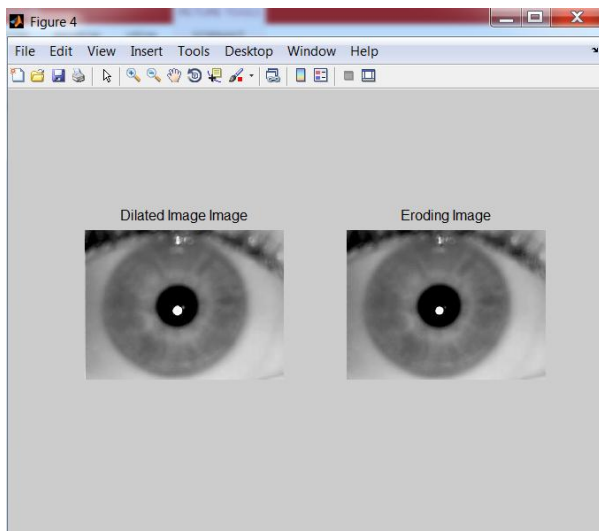 Figure 4
File Edit View Insert Tools Desktop Window Help
Dilated Image Image
Eroding Image